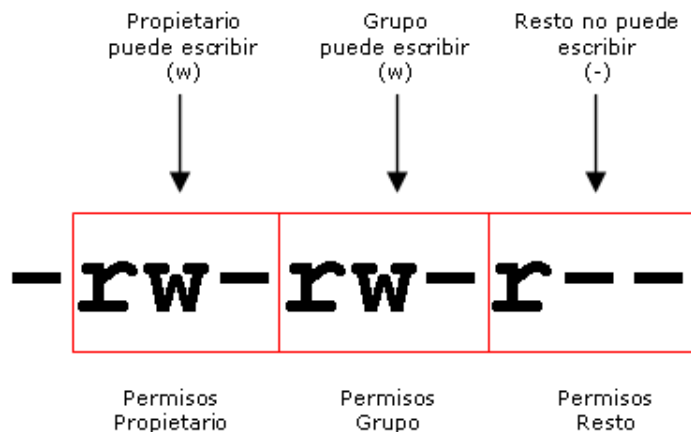 Propietario
puede escribir
(w)
Grupo
puede escribir
(w)
Resto no puede
escribir
(-)
-rw-rw-r--
Permisos
Propietario
Permisos
Grupo
Permisos
Resto